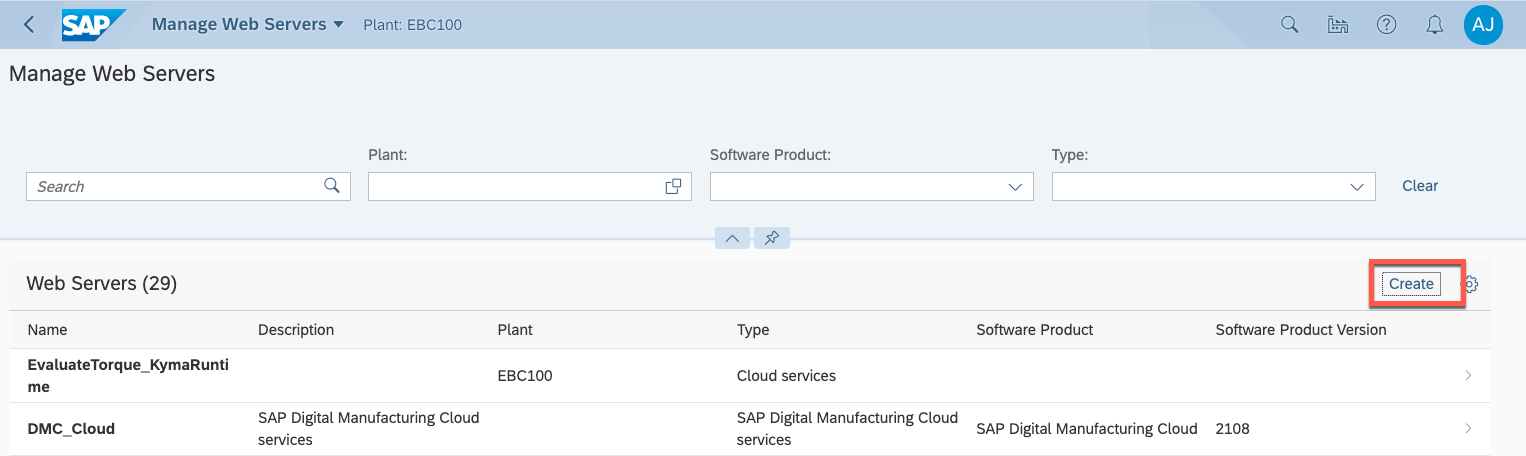 SAP Manage Web Servers Plant: EBC100 AJ
Manage Web Servers
Plant: Software Product: Type:
Search Clear
Web Servers (29) Create
Name Description Plant Type Software Product Software Product Version
EvaluateTorque_KymaRunti
me EBC100 Cloud services
SAP Digital Manufacturing Cloud SAP Digital Manufacturing Cloud
DMC_Cloud SAP Digital Manufacturing Cloud 2108
services services